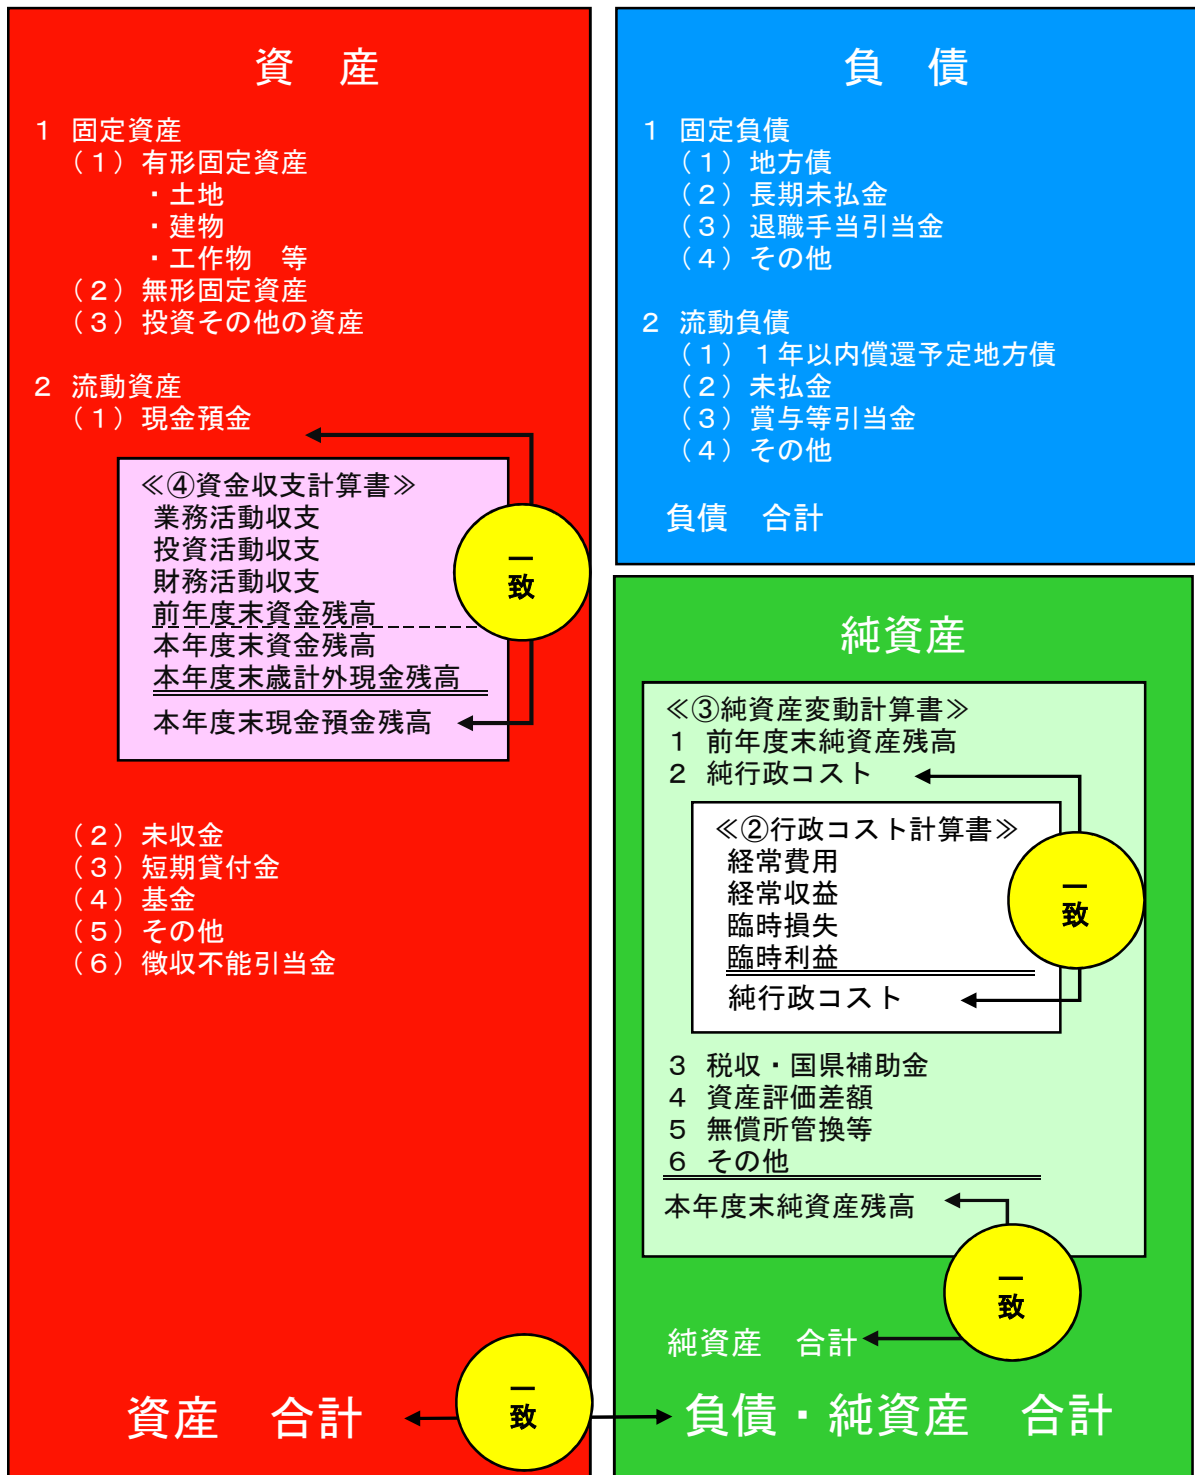 資　産
１ 固定資産
（１）有形固定資産
・土地
・建物
・工作物　等
（２）無形固定資産
（３）投資その他の資産
２ 流動資産
（１）現金預金
≪④資金収支計算書≫
業務活動収支
投資活動収支
財務活動収支
前年度末資金残高
本年度末資金残高
本年度末歳計外現金残高
本年度末現金預金残高
一致
（２）未収金
（３）短期貸付金
（４）基金
（５）その他
（６）徴収不能引当金
資産　合計
一致
負　債
１ 固定負債
（１）地方債
（２）長期未払金
（３）退職手当引当金
（４）その他
２ 流動負債
（１）１年以内償還予定地方債
（２）未払金
（３）賞与等引当金
（４）その他
負債　合計
純資産
≪③純資産変動計算書≫
１ 前年度末純資産残高
２ 純行政コスト
≪②行政コスト計算書≫
経常費用
経常収益
臨時損失
臨時利益
純行政コスト
一致
３ 税収・国県補助金
４ 資産評価差額
５ 無償所管換等
６ その他
本年度末純資産残高
一致
純資産　合計
負債・純資産　合計